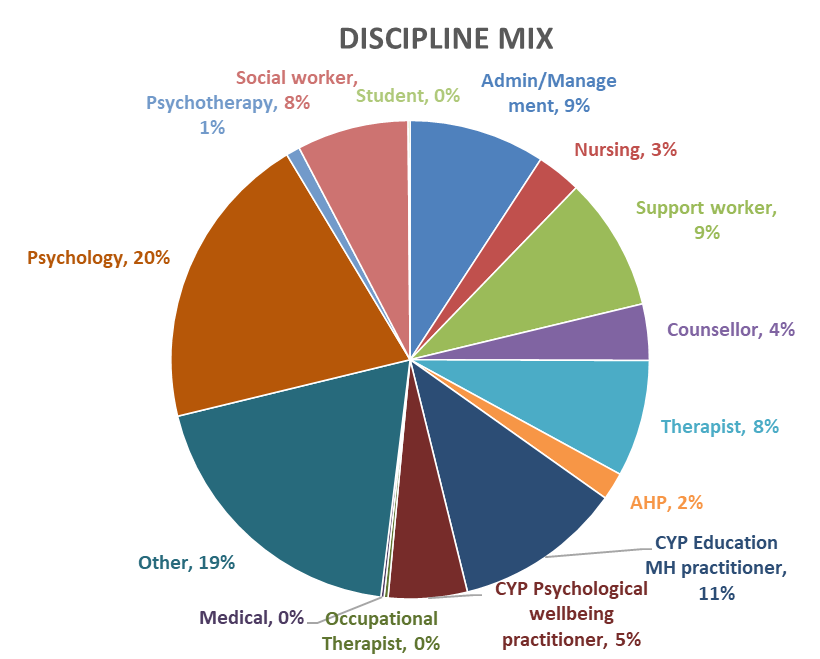 DISCIPLINE MIX
Admin/Manage
ment, 9%
Nursing, 3%
Support worker,
9%
Counsellor, 4%
Therapist, 8%
AHP, 2%
CYP Education
MH practitioner,
11%
CYP Psychological
wellbeing
practitioner, 5%
Occupational
Therapist, 0%
Medical, 0%
Other, 19%
Psychology, 20%
Psychotherapy,
1%
Social worker,
8%
Student, 0%